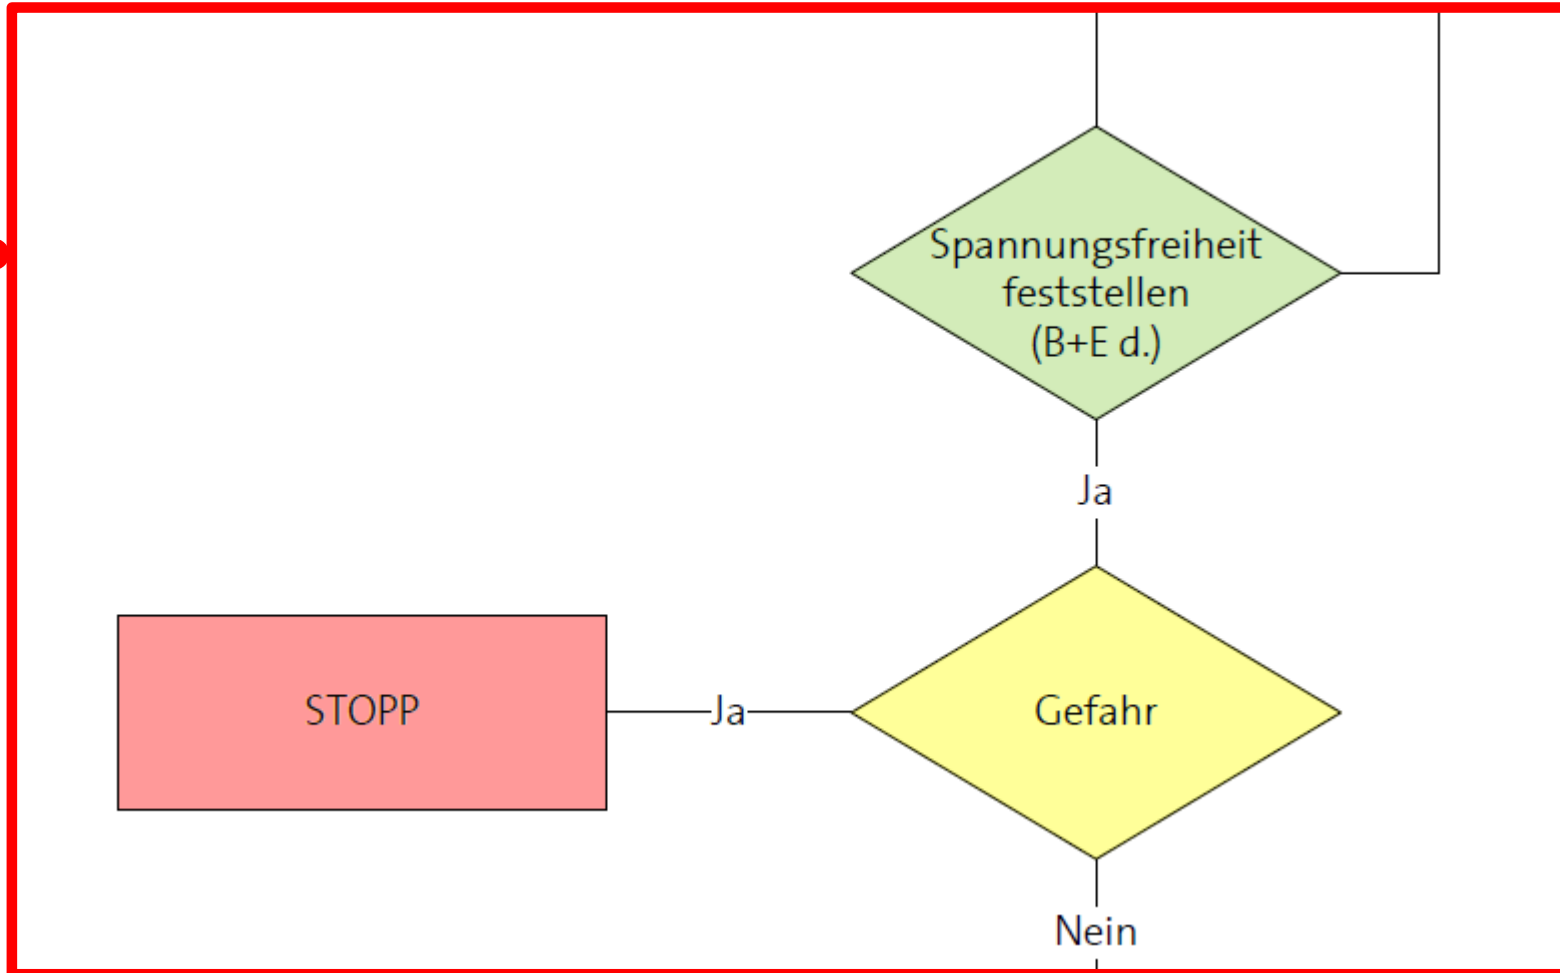 Spannungsfreiheit
feststellen
(B+E d.)
Ja
STOPP
Ja
Gefahr
Nein